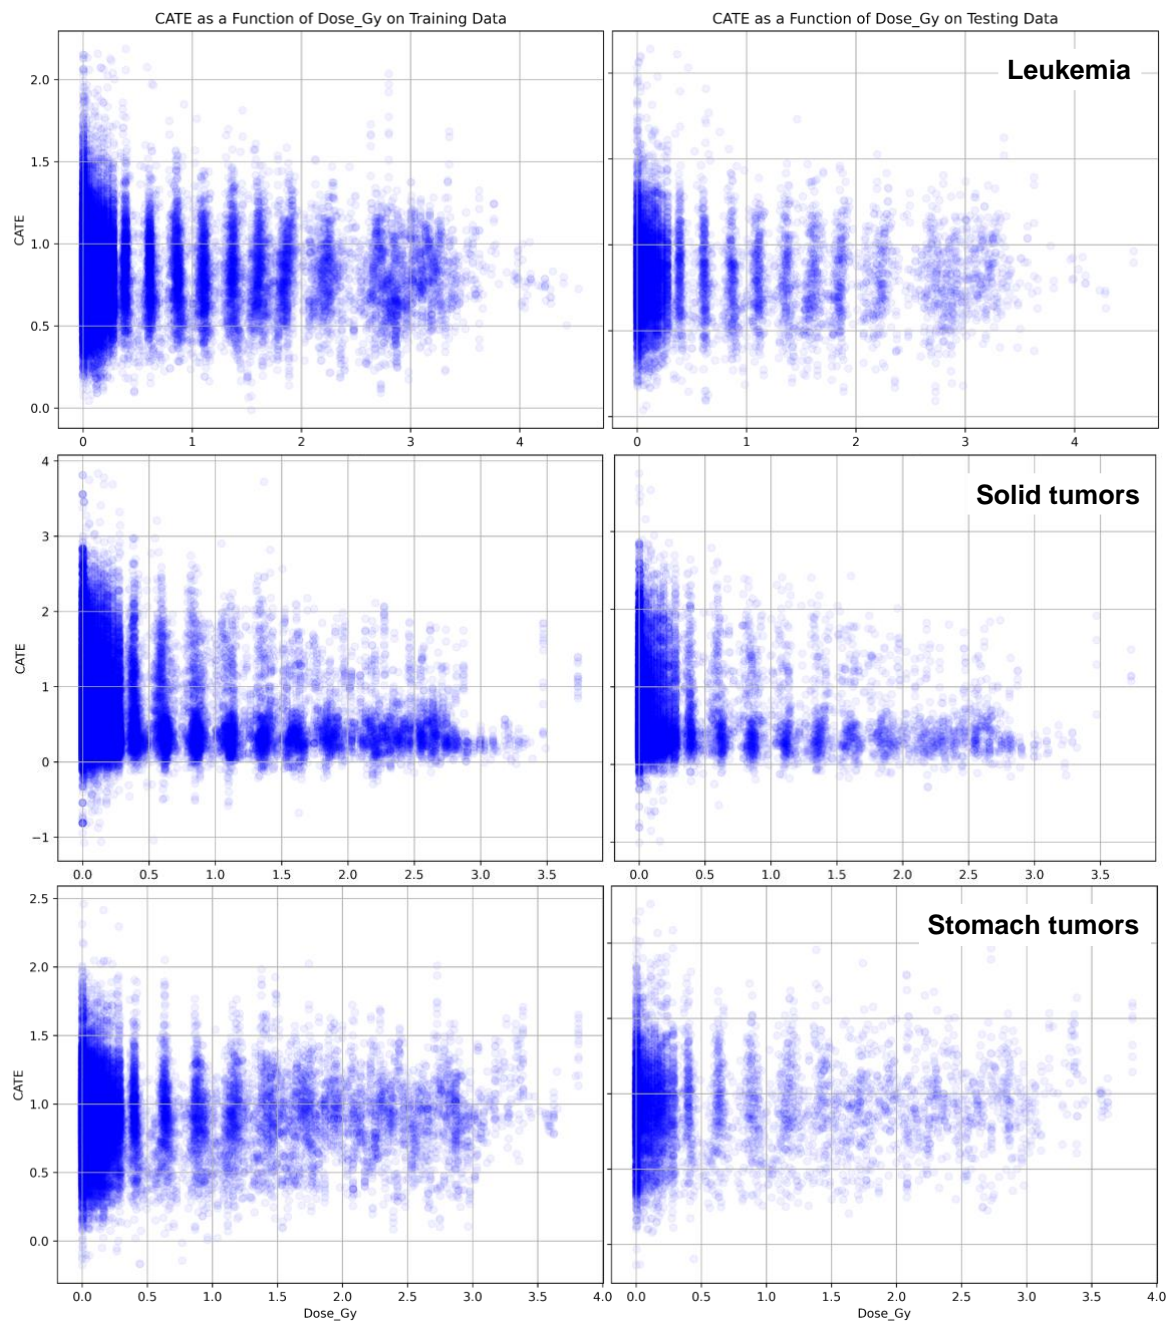 CATE as a Function of Dose_Gy on Training Data
CATE as a Function of Dose_Gy on Testing Data
Leukemia
CATE
2.0
1.5
1.0
0.5
0.0
0 1 2 3 4
0 1 2 3 4
Solid tumors
CATE
4
3
2
1
0
−1
0.0 0.5 1.0 1.5 2.0 2.5 3.0 3.5
0.0 0.5 1.0 1.5 2.0 2.5 3.0 3.5
Stomach tumors
CATE
2.5
2.0
1.5
1.0
0.5
0.0
0.0 0.5 1.0 1.5 2.0 2.5 3.0 3.5 4.0
0.0 0.5 1.0 1.5 2.0 2.5 3.0 3.5 4.0
Dose_Gy
Dose_Gy